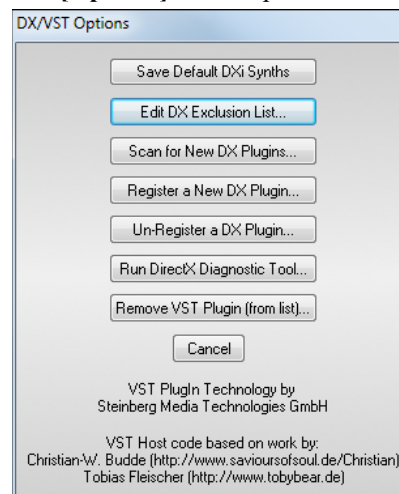 DX/VST Options
Save Default DXi Synths
Edit DX Exclusion List...
Scan for New DX Plugins...
Register a New DX Plugin...
Un-Register a DX Plugin...
Run DirectX Diagnostic Tool...
Remove VST Plugin (from list)...
Cancel
VST PlugIn Technology by
Steinberg Media Technologies GmbH
VST Host code based on work by:
Christian-W. Budde (http://www.savioursofsoul.de/Christian)
Tobias Fleischer (http://www.tobybear.de)